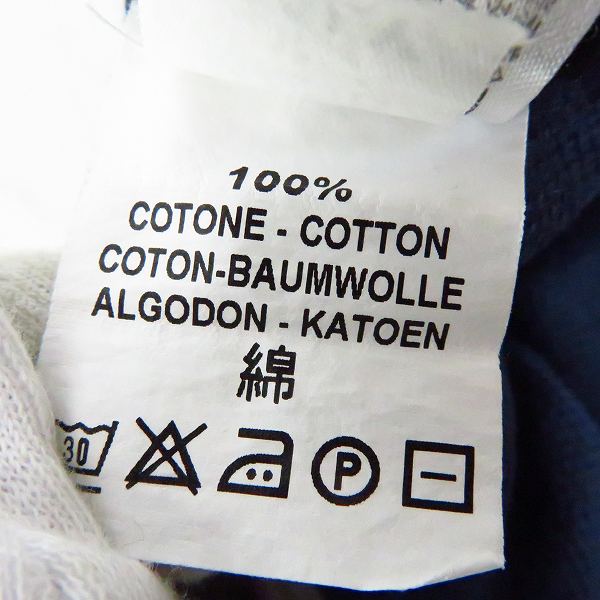 100%
COTONE - COTTON
COTON-BAUMWOLLE
ALGODON - KATOEN
綿
30 P